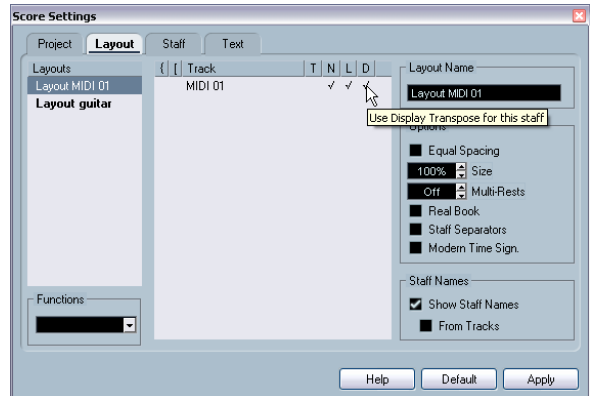 Score Settings
Project Layout Staff Text
Layouts
Layout MIDI 01
Layout guitar
{ [ Track T N L D
MIDI 01 √ √ √
Use Display Transpose for this staff
Layout Name
Layout MIDI 01
Options
Equal Spacing
100% Size
Off Multi-Rests
Real Book
Staff Separators
Modern Time Sign.
Staff Names
Show Staff Names
From Tracks
Functions
Help Default Apply